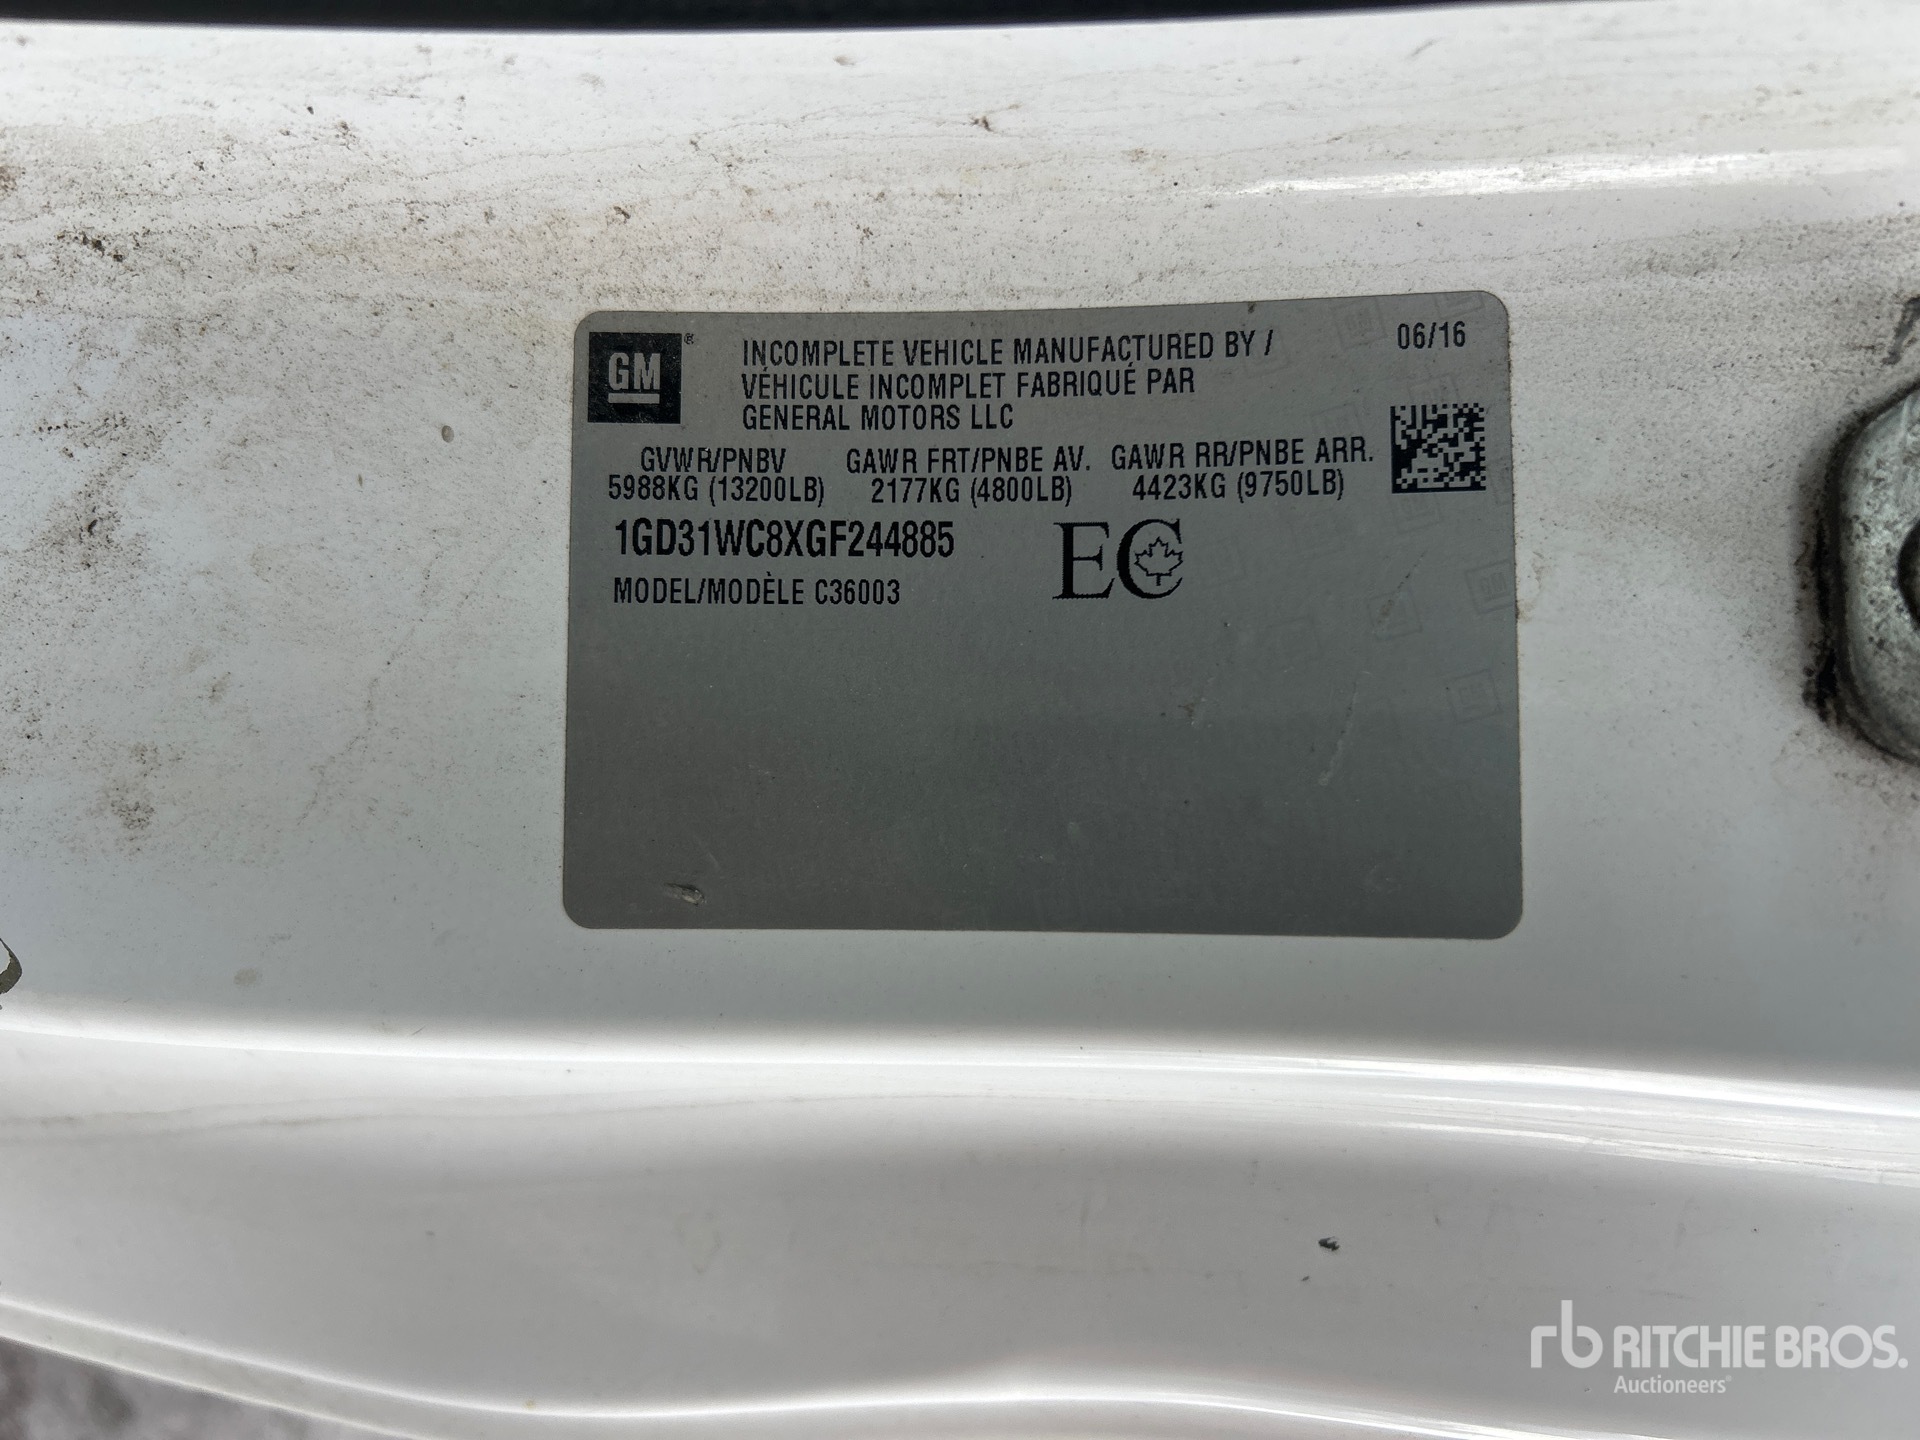 GM®
INCOMPLETE VEHICLE MANUFACTURED BY /
VÉHICULE INCOMPLET FABRIQUÉ PAR
GENERAL MOTORS LLC
06/16
GVWR/PNBV GAWR FRT/PNBE AV. GAWR RR/PNBE ARR.
5988KG (13200LB) 2177KG (4800LB) 4423KG (9750LB)
1GD31WC8XGF244885
EC
MODEL/MODÈLE C36003
rb RITCHIE BROS.
Auctioneers